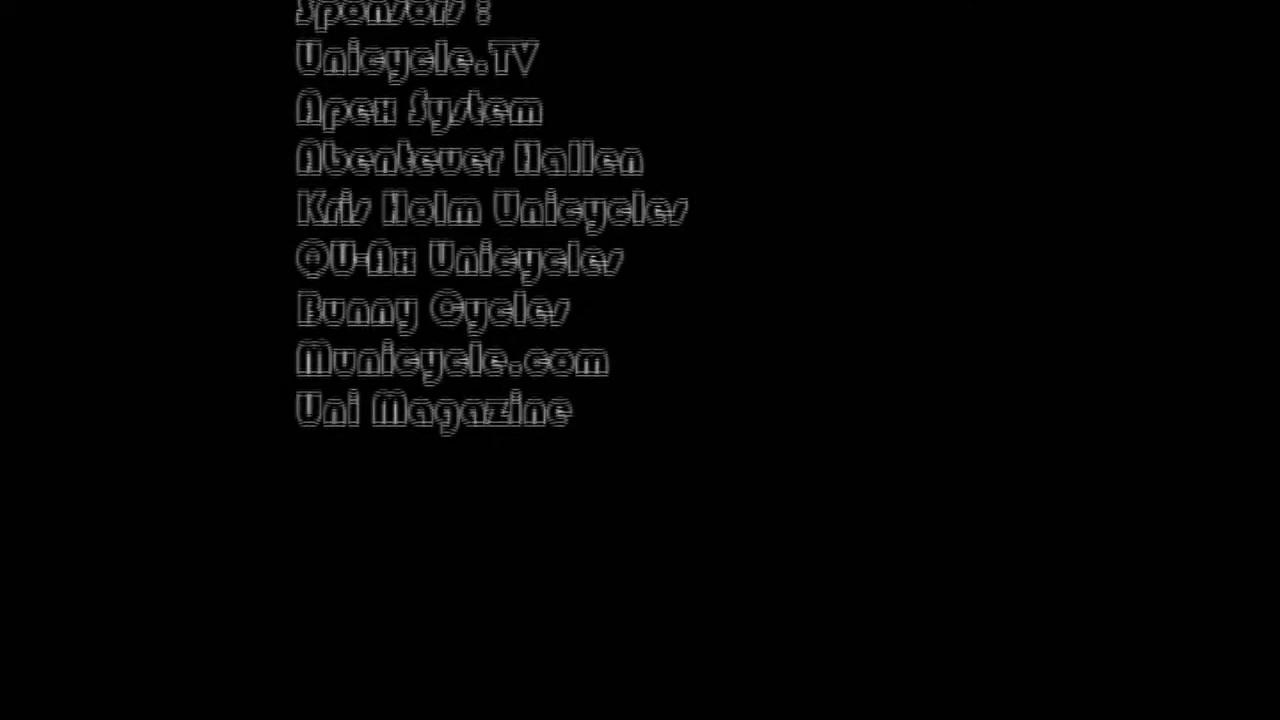 Sponsors :
Unicycle.TV
Apex System
Abenteuer Hallen
Kris Holm Unicycles
QU-Ax Unicycles
Bunny Cycles
Municycle.com
Uni Magazine